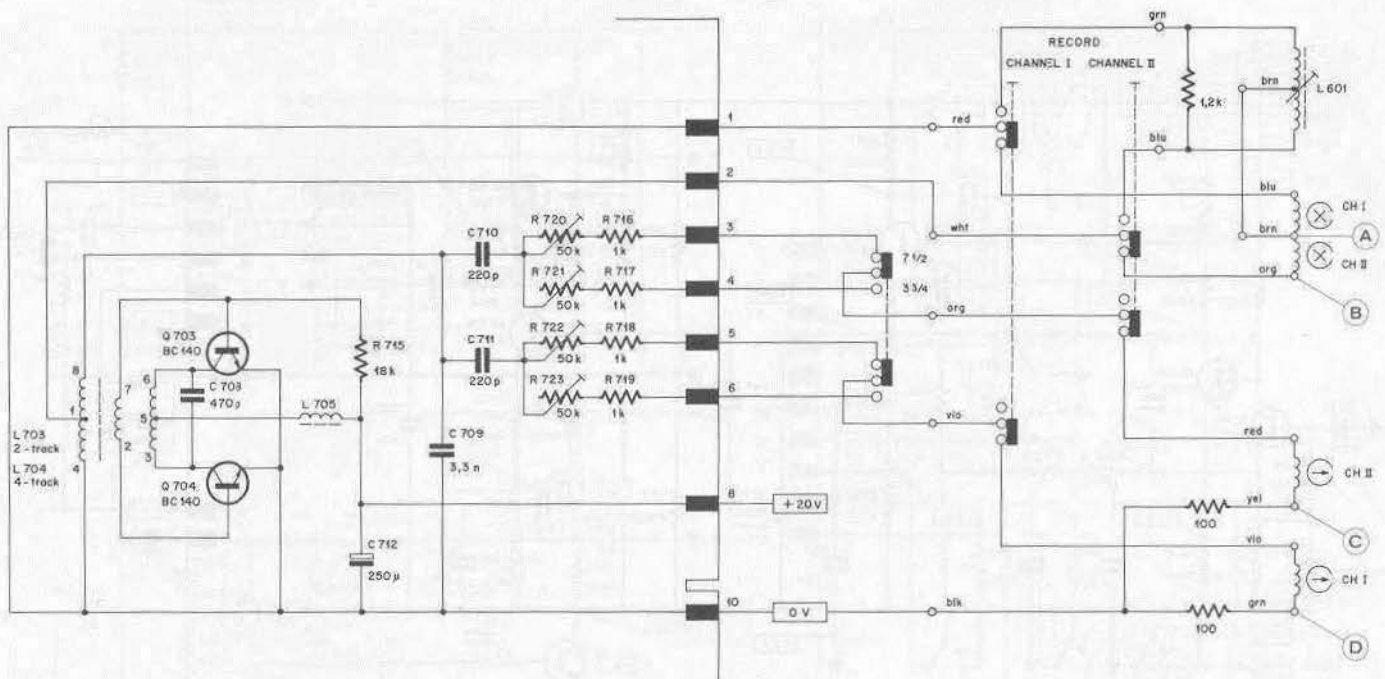 grn
RECORD
CHANNEL I CHANNEL II
1,2k
brn
L 601
1
red
blu
2
blu
CH I
R 720
R 716
3
wht
brn
A
C 710
50k
1k
7 1/2
CH II
220p
R 721
R 717
4
3 3/4
org
50k
1k
org
B
Q 703
BC 140
R 722
R 718
5
R 715
18k
C 711
50k
1k
8
7
6
C 708
470p
220p
R 723
R 719
6
1
5
L 705
50k
1k
vio
L 703
2-track
2
C 709
red
L 704
4-track
4
3
3,3n
CH II
Q 704
BC 140
8
+20V
yel
100
C
C 712
vio
250µ
CH I
10
0V
blk
grn
100
D